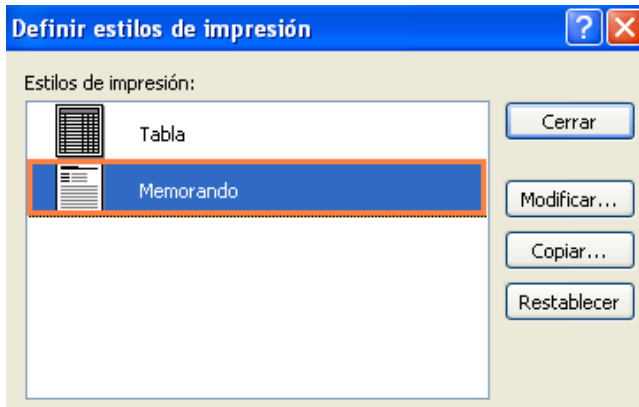 Definir estilos de impresión
Estilos de impresión:
Tabla
Memorando
Cerrar
Modificar...
Copiar...
Restablecer